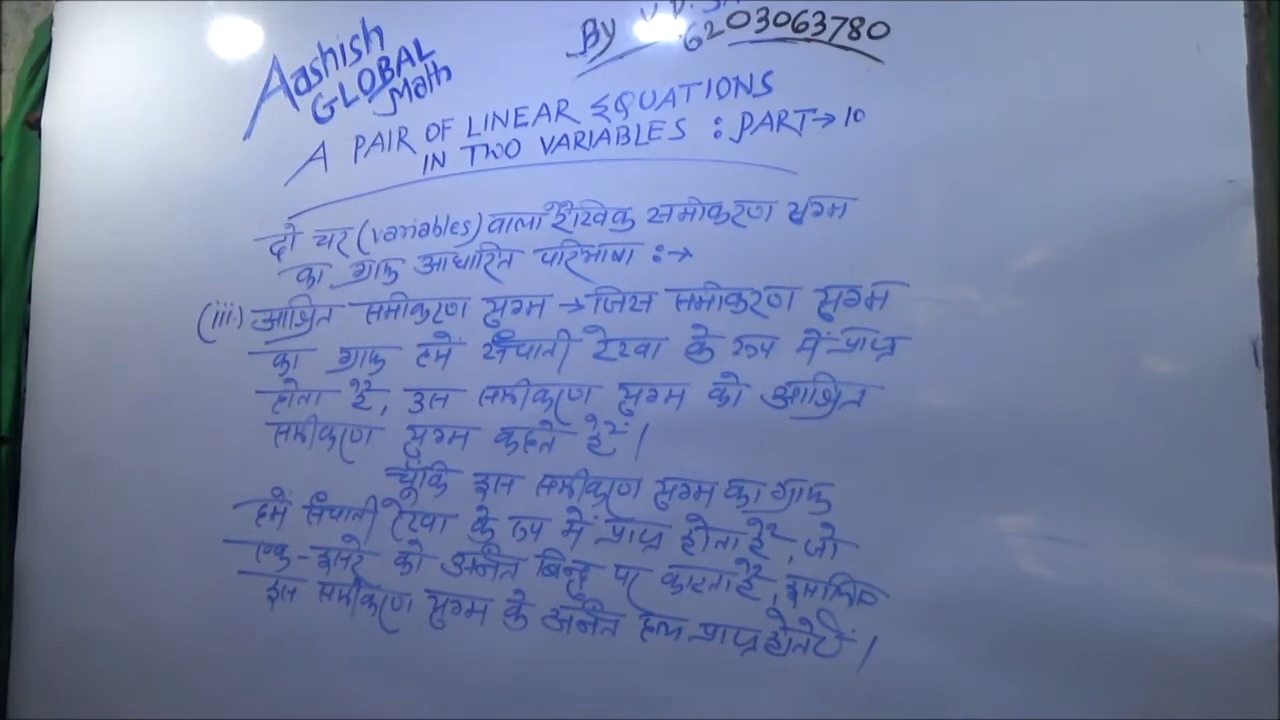 Aashish
GLOBAL
Math
By
6203063780
A PAIR OF LINEAR EQUATIONS
IN TWO VARIABLES : PART → 10
दो चर (variables) वाला रैखिक समीकरण युग्म
का ग्राफ आधारित परिभाषा :→
(iii.) आश्रित समीकरण युग्म → जिस समीकरण युग्म
का ग्राफ हमें संपाती रेखा के रूप में प्राप्त
होता है, उस समीकरण युग्म को आश्रित
समीकरण युग्म कहते हैं।
चूँकि इस समीकरण युग्म का ग्राफ
हमें संपाती रेखा के रूप में प्राप्त होता है, जो
एक-दूसरे को अनंत बिन्दु पर काटता है, इसलिए
इस समीकरण युग्म के अनंत हल प्राप्त होते हैं।